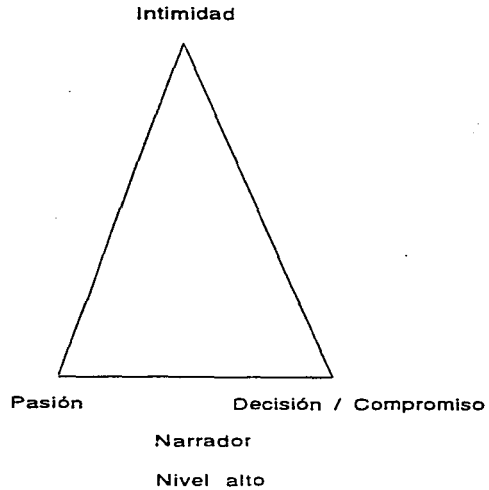 Intimidad
Pasión Decisión / Compromiso
Narrador
Nivel alto